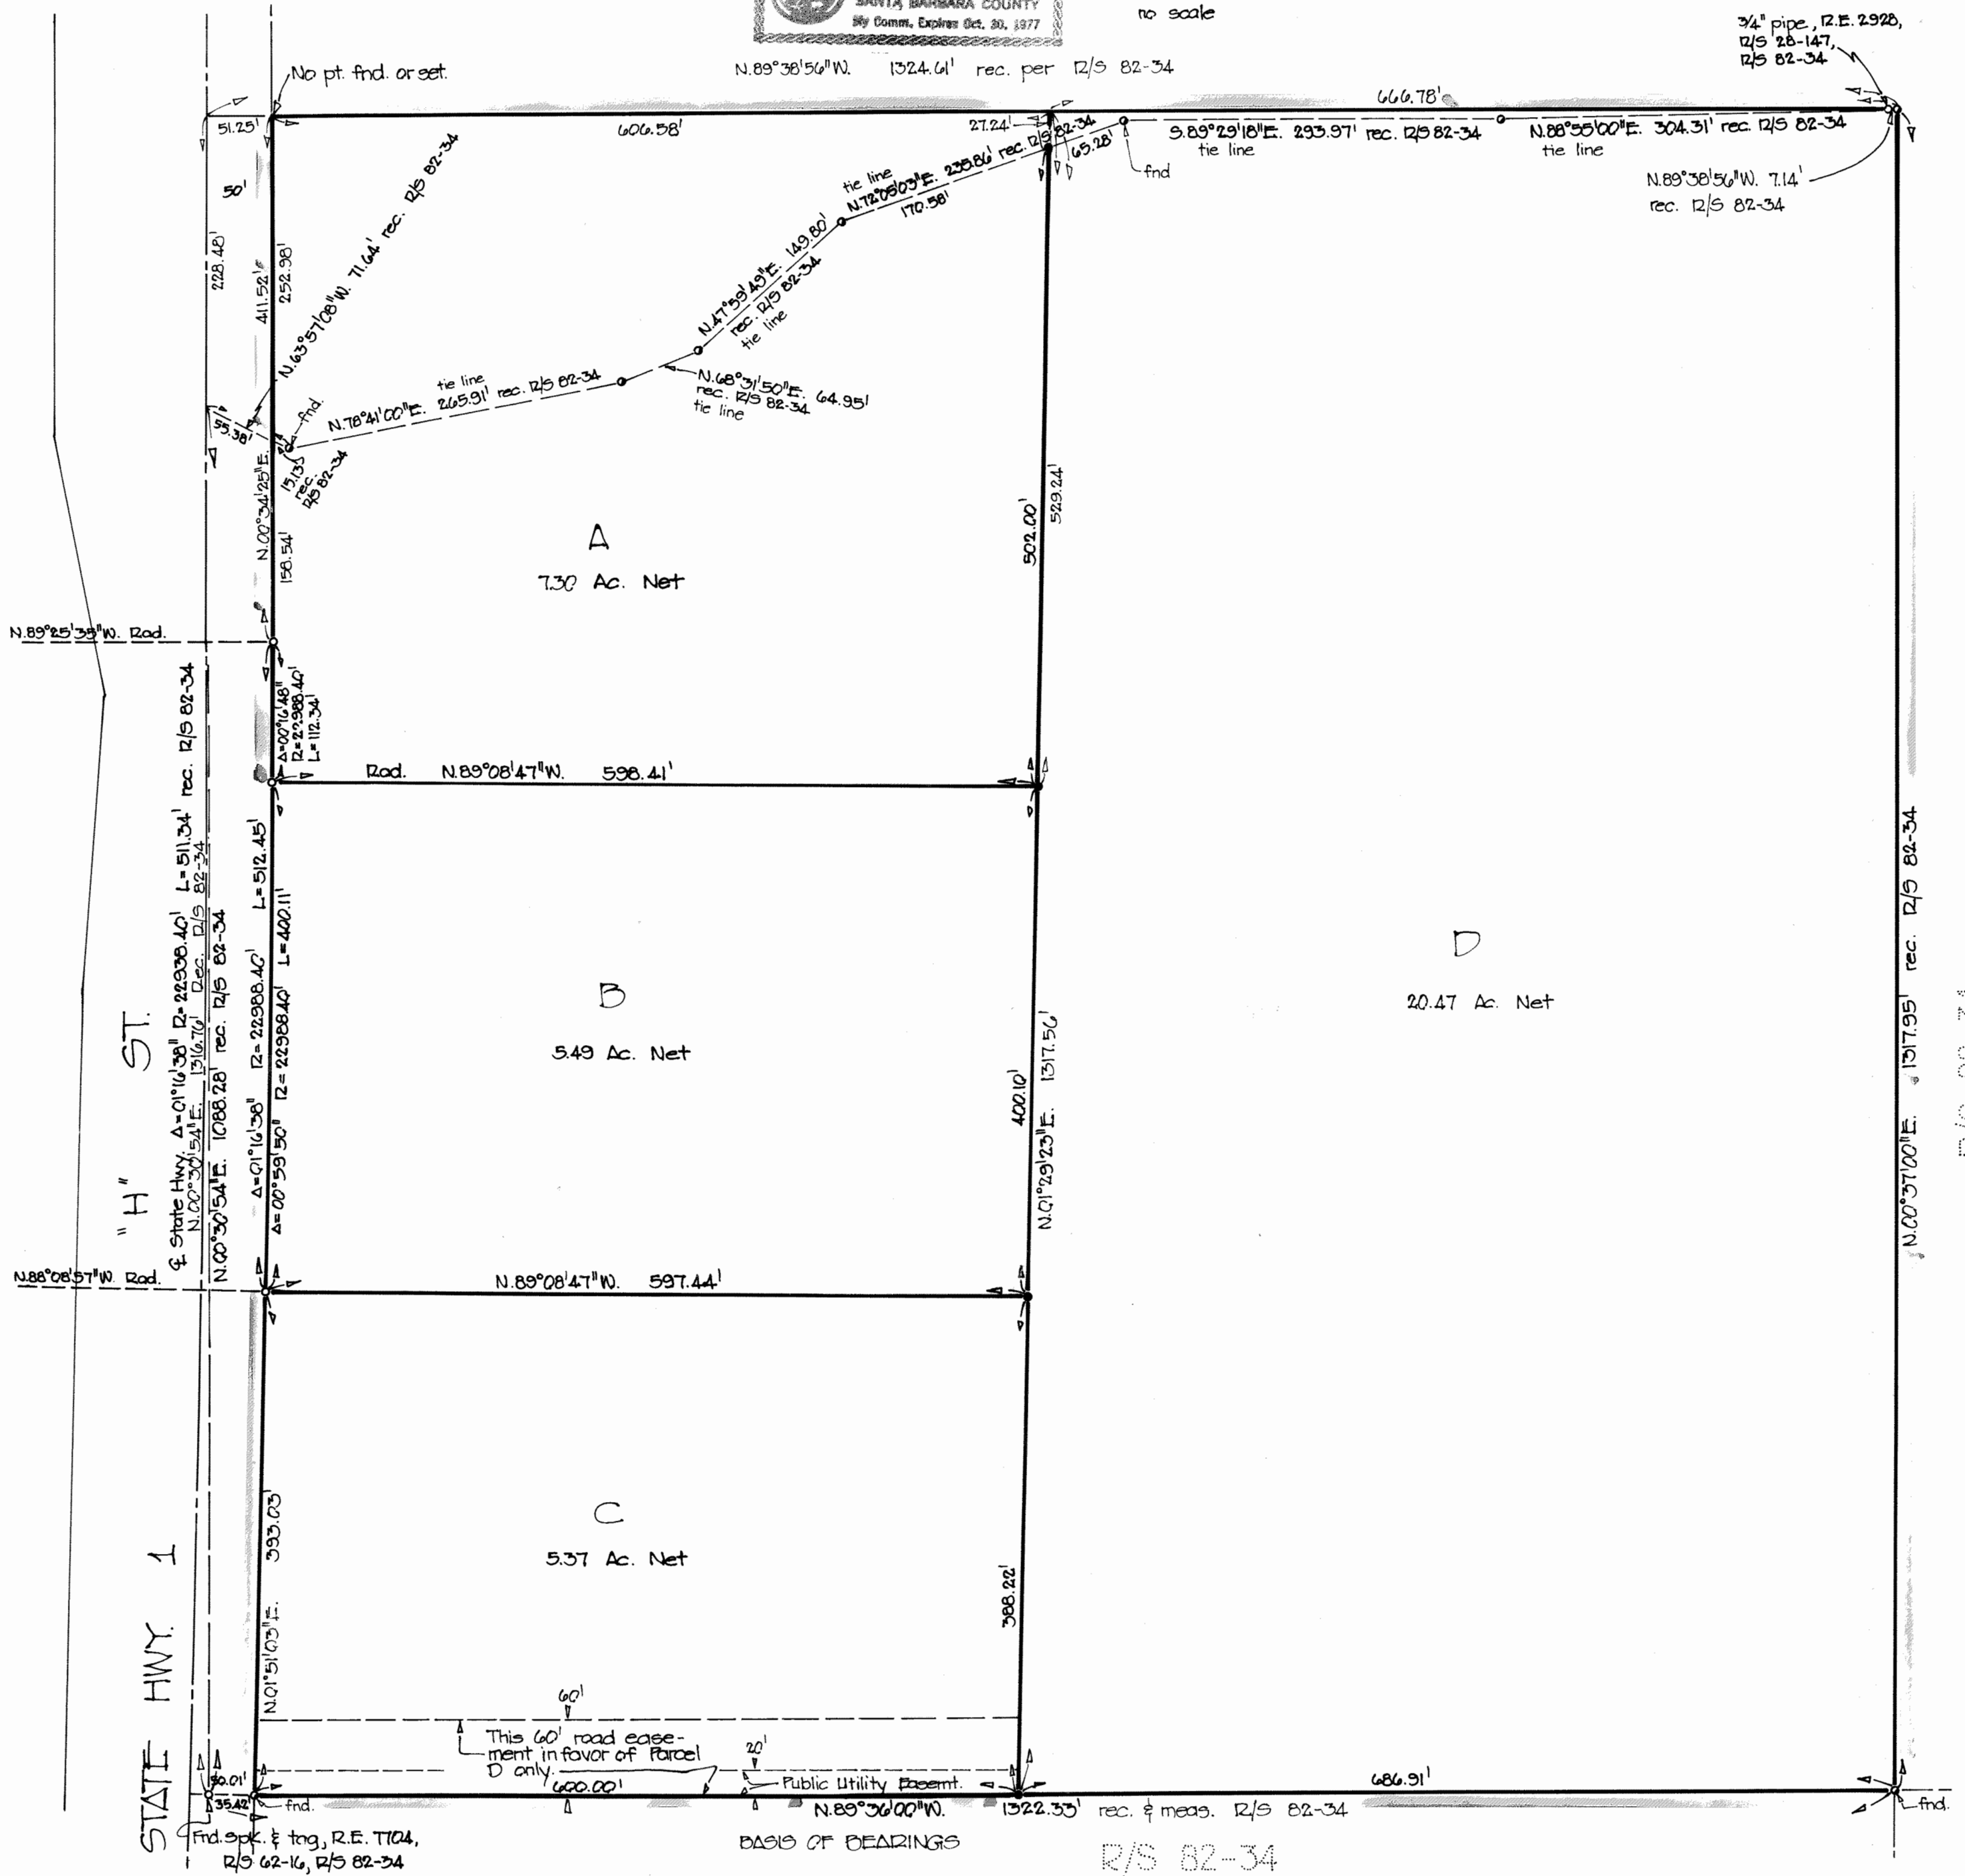 SANTA BARBARA COUNTY
My Comm. Expires Oct. 30, 1977
no scale
3/4" pipe, R.E. 2928,
R/S 28-147,
R/S 82-34
No pt. fnd. or set.
N.89°38'56"W. 1324.61' rec. per R/S 82-34
666.78'
51.25'
606.58'
27.24'
65.28'
S.89°29'18"E. 293.97' rec. R/S 82-34
tie line
N.88°55'00"E. 304.31' rec. R/S 82-34
tie line
fnd
N.89°38'56"W. 7.14'
rec. R/S 82-34
50'
228.48'
411.52'
252.98'
N.63°57'08"W. 71.64' rec. R/S 82-34
tie line
N.72°05'03"E. 235.86' rec. R/S 82-34
170.58'
N.47°59'49"E. 149.80'
rec. R/S 82-34
tie line
N.68°31'50"E. 64.95'
rec. R/S 82-34
tie line
tie line
N.78°41'00"E. 265.91' rec. R/S 82-34
fnd.
55.38'
15.135
rec.
R/S 82-34
N.00°34'25"E.
158.54'
A
7.30 Ac. Net
502.00'
529.24'
N.89°25'35"W. Rad.
Δ=00°16'48"
R=22988.40'
L=112.34'
Rad. N.89°08'47"W. 598.41'
℄ State Hwy. Δ=01°16'38" R=22938.40' L=511.34' rec. R/S 82-34
N.00°30'54"E. 1316.76' Rec. R/S 82-34
N.00°30'54"E. 1088.28' rec. R/S 82-34
Δ=01°16'38" R=22988.40' L=512.45'
Δ=00°59'50" R=22988.40' L=400.11'
B
5.49 Ac. Net
D
20.47 Ac. Net
400.10'
N.01°29'23"E. 1317.56'
N.00°37'00"E. 1317.95' rec. R/S 82-34
"H" ST.
N.88°08'57"W. Rad.
N.89°08'47"W. 597.44'
C
5.37 Ac. Net
N.01°51'03"E. 393.03'
388.22'
STATE HWY. 1
60'
This 60' road ease-
ment in favor of Parcel
D only.
20'
Public Utility Easemt.
50.01'
35.42'
fnd.
600.00'
686.91'
fnd.
N.89°36'00"W. 1322.33' rec. & meas. R/S 82-34
Fnd. spk. & tag, R.E. 7704,
R/S 62-16, R/S 82-34
BASIS OF BEARINGS
R/S 82-34